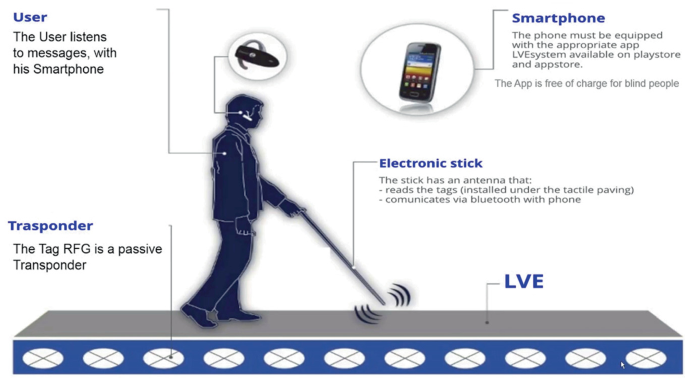 User
The User listens
to messages, with
his Smartphone
Smartphone
The phone must be equipped
with the appropriate app
LVEsystem available on playstore
and appstore.
The App is free of charge for blind people
Electronic stick
The stick has an antenna that:
- reads the tags (installed under the tactile paving)
- comunicates via bluetooth with phone
Trasponder
The Tag RFG is a passive
Transponder
LVE